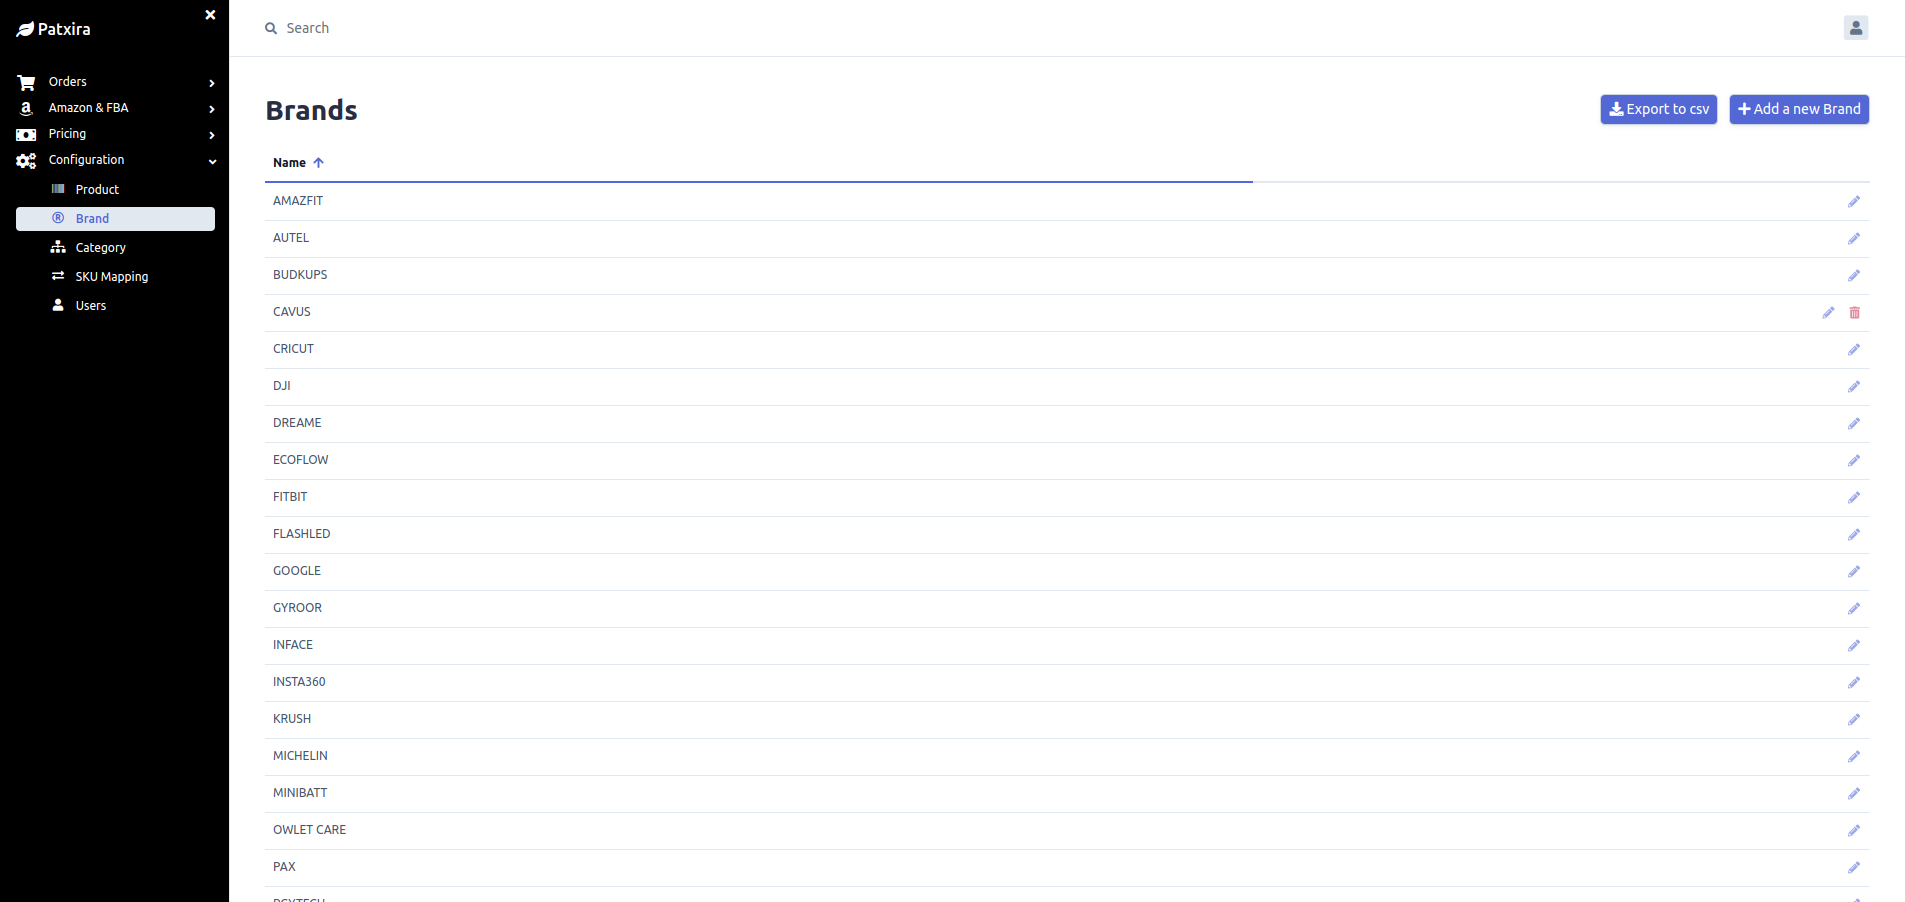 Patxira
Orders
Amazon & FBA
Pricing
Configuration
Product
Brand
Category
SKU Mapping
Users
Search
Brands
Export to csv
Add a new Brand
Name
AMAZFIT
AUTEL
BUDKUPS
CAVUS
CRICUT
DJI
DREAME
ECOFLOW
FITBIT
FLASHLED
GOOGLE
GYROOR
INFACE
INSTA360
KRUSH
MICHELIN
MINIBATT
OWLET CARE
PAX